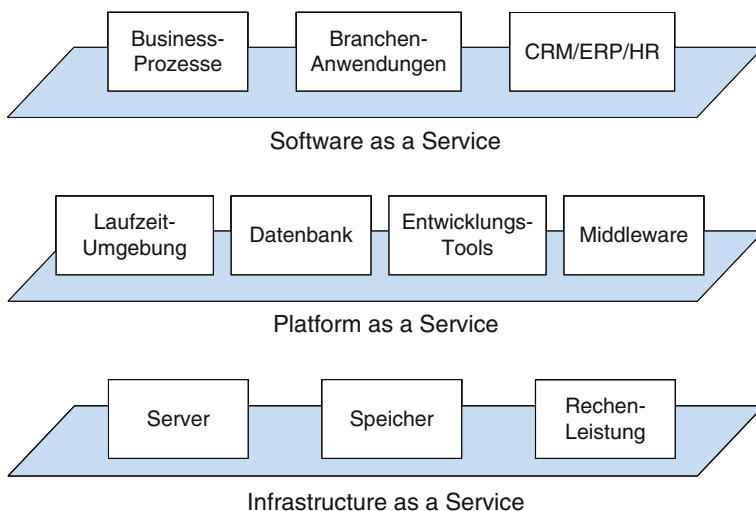 Business-
Prozesse
Branchen-
Anwendungen
CRM/ERP/HR
Software as a Service
Laufzeit-
Umgebung
Datenbank
Entwicklungs-
Tools
Middleware
Platform as a Service
Server
Speicher
Rechen-
Leistung
Infrastructure as a Service